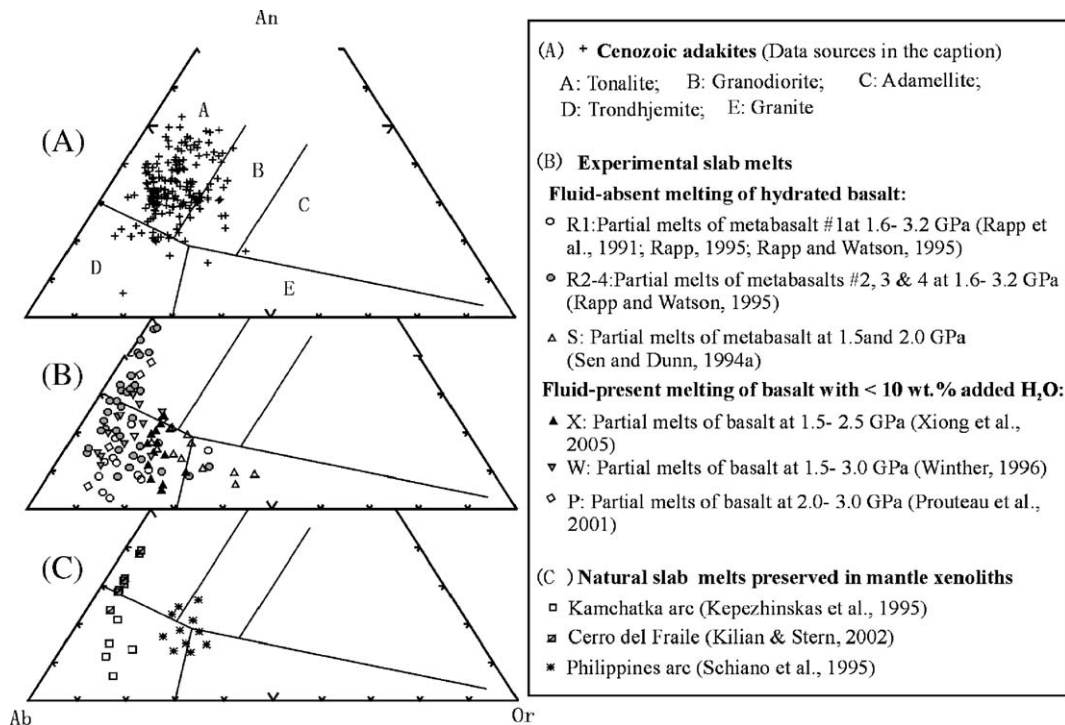 An
(A)
A
B
C
D
E
(B)
(C)
Ab
Or
(A) + Cenozoic adakites (Data sources in the caption)
A: Tonalite; B: Granodiorite; C: Adamellite;
D: Trondhjemite; E: Granite
(B) Experimental slab melts
Fluid-absent melting of hydrated basalt:
R1:Partial melts of metabasalt #1at 1.6- 3.2 GPa (Rapp et
al., 1991; Rapp, 1995; Rapp and Watson, 1995)
R2-4:Partial melts of metabasalts #2, 3 & 4 at 1.6- 3.2 GPa
(Rapp and Watson, 1995)
S: Partial melts of metabasalt at 1.5and 2.0 GPa
(Sen and Dunn, 1994a)
Fluid-present melting of basalt with < 10 wt.% added H₂O:
X: Partial melts of basalt at 1.5- 2.5 GPa (Xiong et al.,
2005)
W: Partial melts of basalt at 1.5- 3.0 GPa (Winther, 1996)
P: Partial melts of basalt at 2.0- 3.0 GPa (Prouteau et al.,
2001)
(C) Natural slab melts preserved in mantle xenoliths
Kamchatka arc (Kepezhinskas et al., 1995)
Cerro del Fraile (Kilian & Stern, 2002)
Philippines arc (Schiano et al., 1995)